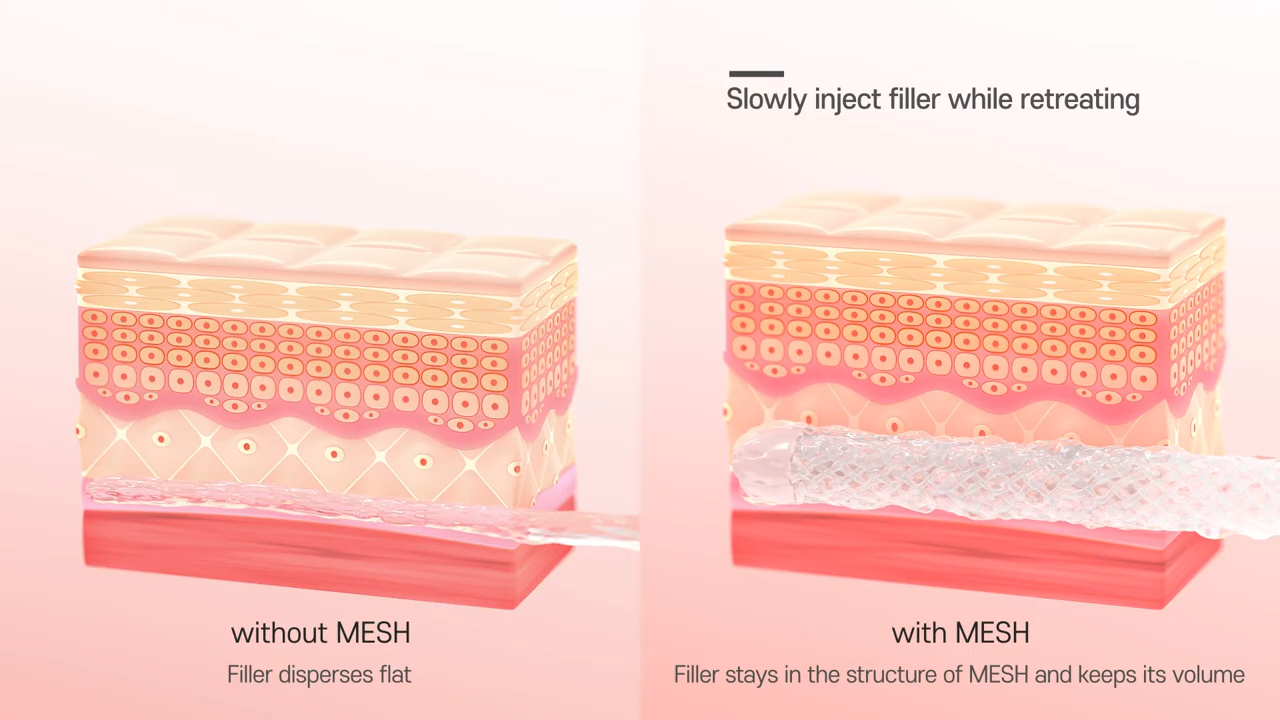 Slowly inject filler while retreating
without MESH
Filler disperses flat
with MESH
Filler stays in the structure of MESH and keeps its volume